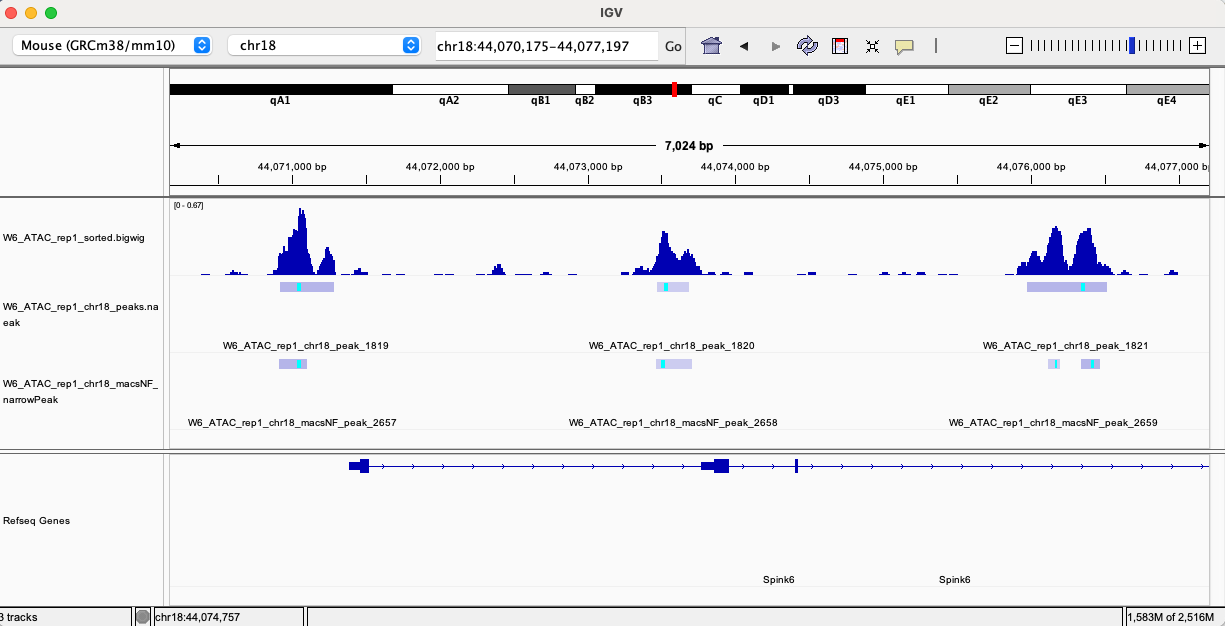 IGV
Mouse (GRCm38/mm10) chr18 chr18:44,070,175-44,077,197 Go
qA1 qA2 qB1 qB2 qB3 qC qD1 qD3 qE1 qE2 qE3 qE4
7,024 bp
44,071,000 bp 44,072,000 bp 44,073,000 bp 44,074,000 bp 44,075,000 bp 44,076,000 bp 44,077,000 bp
[0 - 0.67]
W6_ATAC_rep1_sorted.bigwig
W6_ATAC_rep1_chr18_peaks.na
eak
W6_ATAC_rep1_chr18_peak_1819 W6_ATAC_rep1_chr18_peak_1820 W6_ATAC_rep1_chr18_peak_1821
W6_ATAC_rep1_chr18_macsNF_
narrowPeak
W6_ATAC_rep1_chr18_macsNF_peak_2657 W6_ATAC_rep1_chr18_macsNF_peak_2658 W6_ATAC_rep1_chr18_macsNF_peak_2659
Refseq Genes
Spink6 Spink6
3 tracks chr18:44,074,757 1,583M of 2,516M